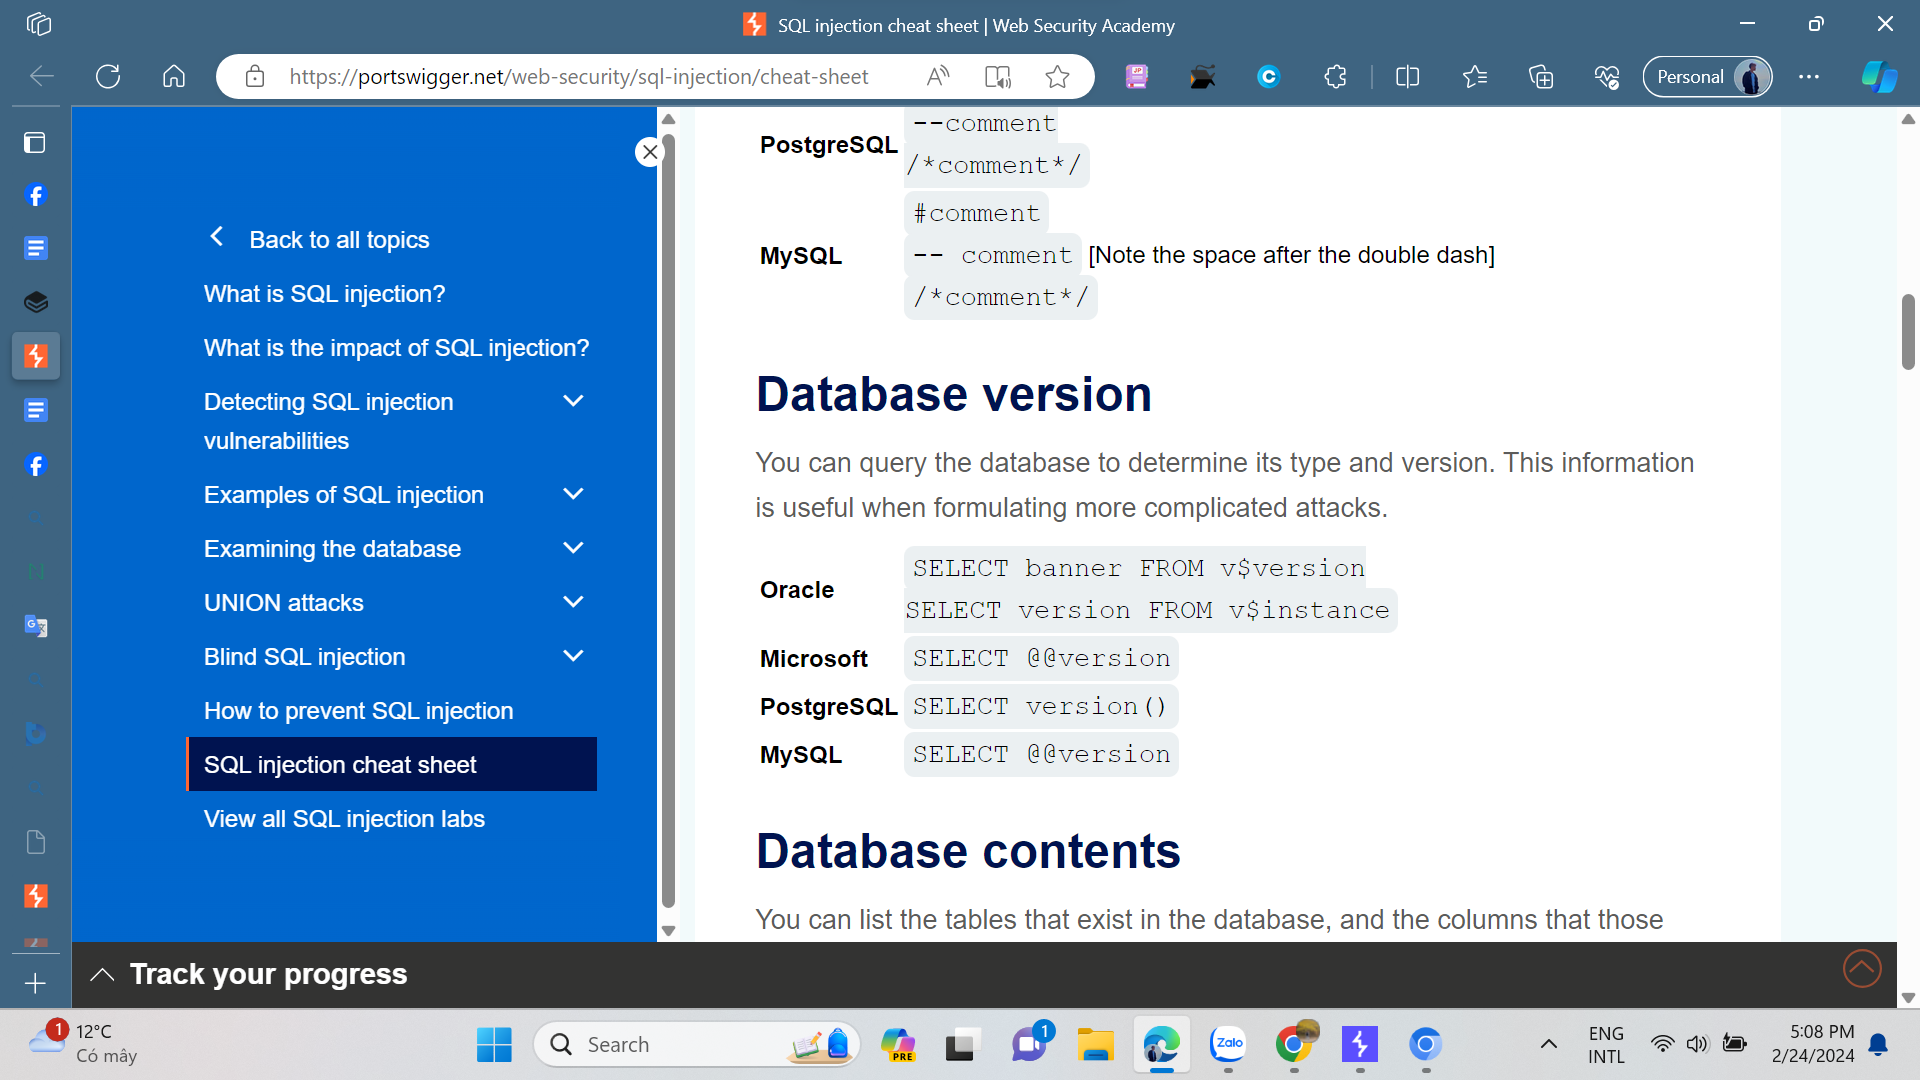 SQL injection cheat sheet | Web Security Academy
https://portswigger.net/web-security/sql-injection/cheat-sheet
Personal
Back to all topics
What is SQL injection?
What is the impact of SQL injection?
Detecting SQL injection
vulnerabilities
Examples of SQL injection
Examining the database
UNION attacks
Blind SQL injection
How to prevent SQL injection
SQL injection cheat sheet
View all SQL injection labs
--comment
PostgreSQL
/*comment*/
#comment
MySQL -- comment [Note the space after the double dash]
/*comment*/
Database version
You can query the database to determine its type and version. This information
is useful when formulating more complicated attacks.
SELECT banner FROM v$version
Oracle
SELECT version FROM v$instance
Microsoft SELECT @@version
PostgreSQL SELECT version()
MySQL SELECT @@version
Database contents
You can list the tables that exist in the database, and the columns that those
Track your progress
1
12°C
Có mây
Search
PRE
1
Zalo
ENG
INTL
5:08 PM
2/24/2024